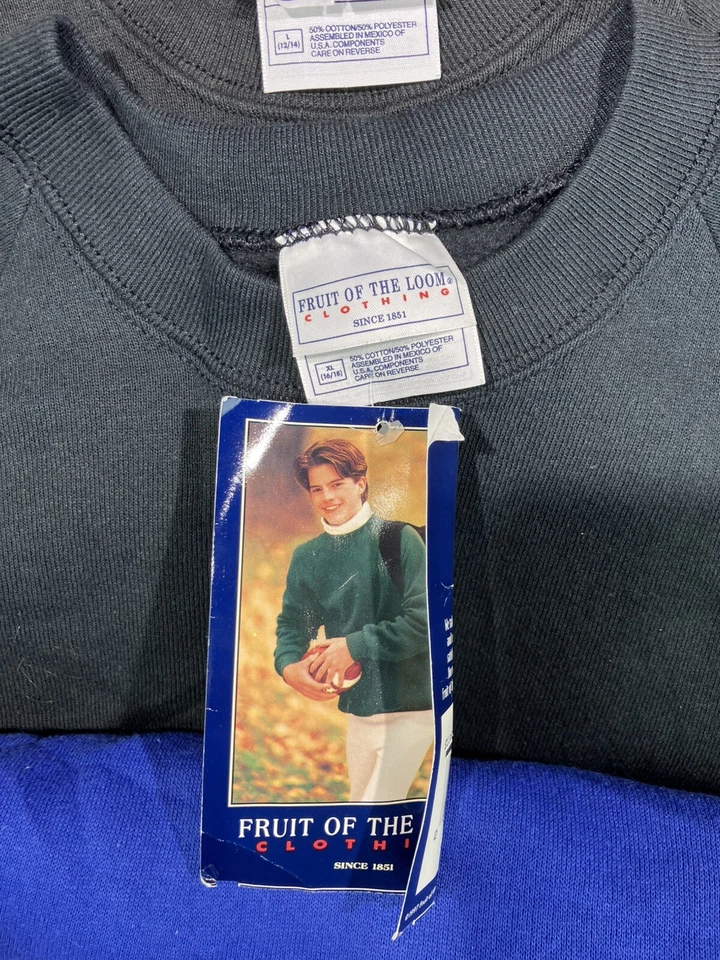 L
(12/14)
50% COTTON/50% POLYESTER
ASSEMBLED IN MEXICO OF
U.S.A. COMPONENTS
CARE ON REVERSE
FRUIT OF THE LOOM®
CLOTHING
SINCE 1851
XL
(16/18)
50% COTTON/50% POLYESTER
ASSEMBLED IN MEXICO OF
U.S.A. COMPONENTS
CARE ON REVERSE
FRUIT OF THE
CLOTHI
SINCE 1851